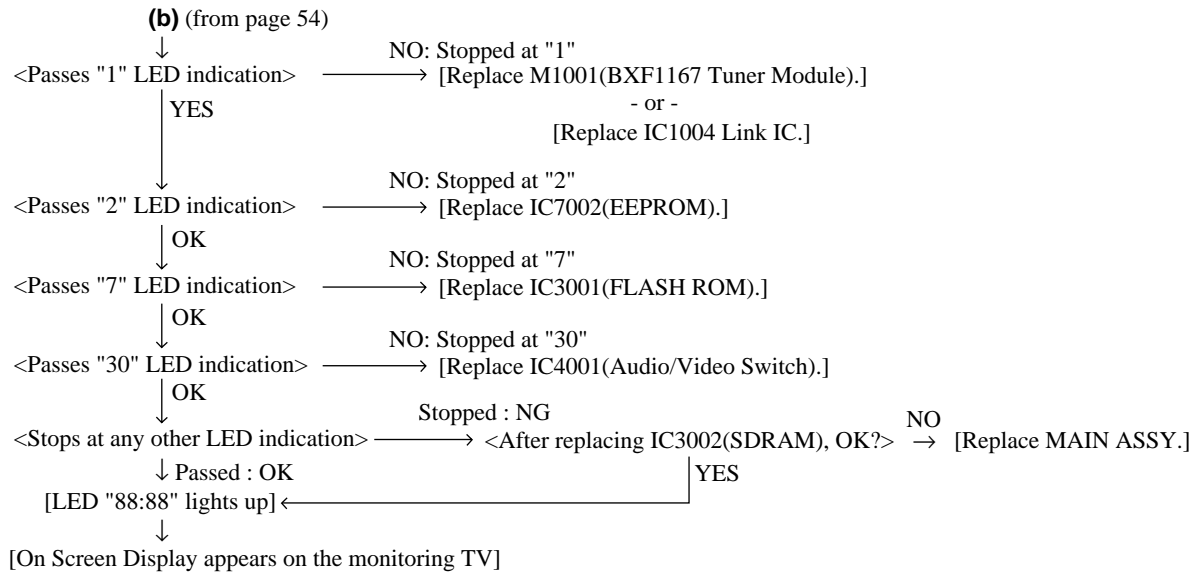 (b) (from page 54)
NO: Stopped at "1"
<Passes "1" LED indication>
[Replace M1001(BXF1167 Tuner Module).]
YES
- or -
[Replace IC1004 Link IC.]
NO: Stopped at "2"
<Passes "2" LED indication>
[Replace IC7002(EEPROM).]
OK
NO: Stopped at "7"
<Passes "7" LED indication>
[Replace IC3001(FLASH ROM).]
OK
NO: Stopped at "30"
<Passes "30" LED indication>
[Replace IC4001(Audio/Video Switch).]
OK
Stopped : NG
NO
<Stops at any other LED indication>
<After replacing IC3002(SDRAM), OK?>
[Replace MAIN ASSY.]
Passed : OK
YES
[LED "88:88" lights up]
[On Screen Display appears on the monitoring TV]